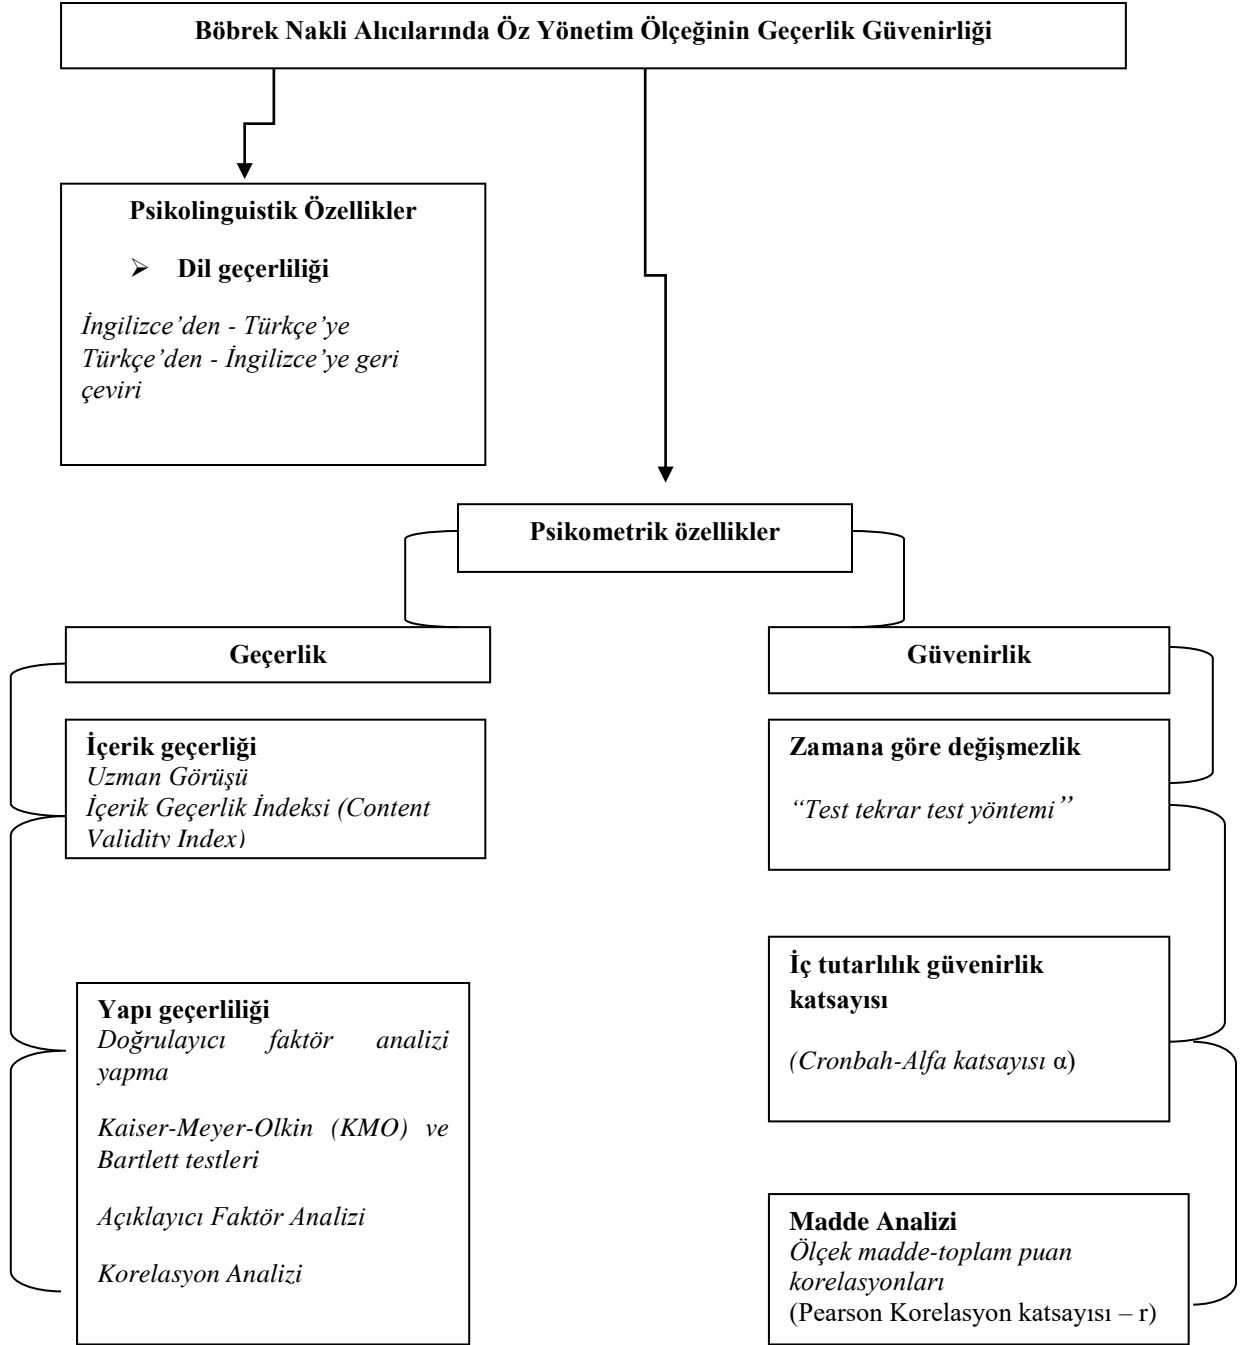 Böbrek Nakli Alıcılarında Öz Yönetim Ölçeğinin Geçerlik Güvenirliği
Psikolinguistik Özellikler
➢ Dil geçerliliği
İngilizce’den - Türkçe’ye
Türkçe’den - İngilizce’ye geri
çeviri
Psikometrik özellikler
Geçerlik
İçerik geçerliği
Uzman Görüşü
İçerik Geçerlik İndeksi (Content
Validity Index)
Yapı geçerliliği
Doğrulayıcı faktör analizi
yapma
Kaiser-Meyer-Olkin (KMO) ve
Bartlett testleri
Açıklayıcı Faktör Analizi
Korelasyon Analizi
Güvenirlik
Zamana göre değişmezlik
“Test tekrar test yöntemi”
İç tutarlılık güvenirlik
katsayısı
(Cronbah-Alfa katsayısı α)
Madde Analizi
Ölçek madde-toplam puan
korelasyonları
(Pearson Korelasyon katsayısı – r)